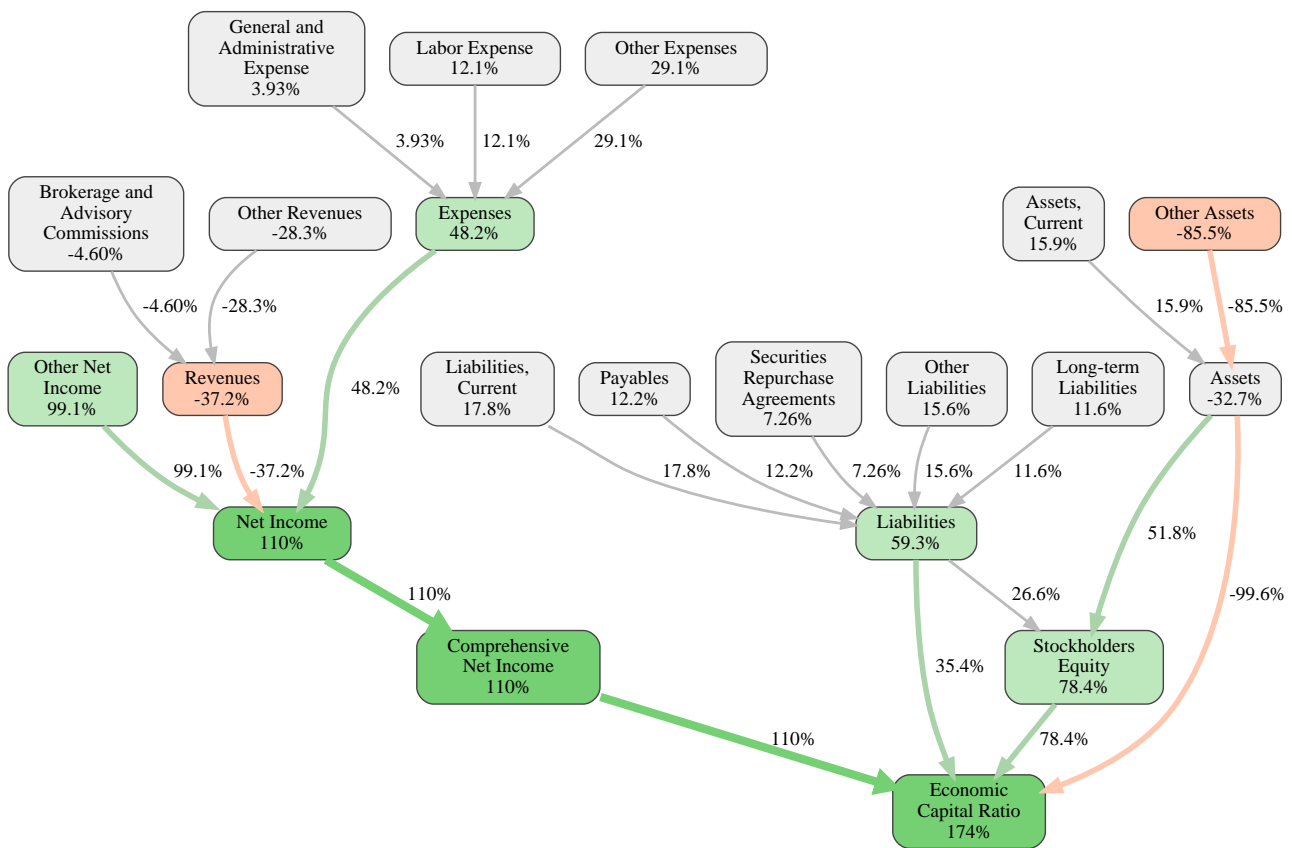 General and
Administrative
Expense
3.93%
Labor Expense
12.1%
Other Expenses
29.1%
3.93%
12.1%
29.1%
Brokerage and
Advisory
Commissions
-4.60%
Other Revenues
-28.3%
Expenses
48.2%
Assets,
Current
15.9%
Other Assets
-85.5%
-4.60%
-28.3%
15.9%
-85.5%
Other Net
Income
99.1%
Revenues
-37.2%
48.2%
Liabilities,
Current
17.8%
Payables
12.2%
Securities
Repurchase
Agreements
7.26%
Other
Liabilities
15.6%
Long-term
Liabilities
11.6%
Assets
-32.7%
99.1%
-37.2%
17.8%
12.2%
7.26%
15.6%
11.6%
Net Income
110%
Liabilities
59.3%
51.8%
110%
26.6%
-99.6%
Comprehensive
Net Income
110%
35.4%
Stockholders
Equity
78.4%
110%
78.4%
Economic
Capital Ratio
174%